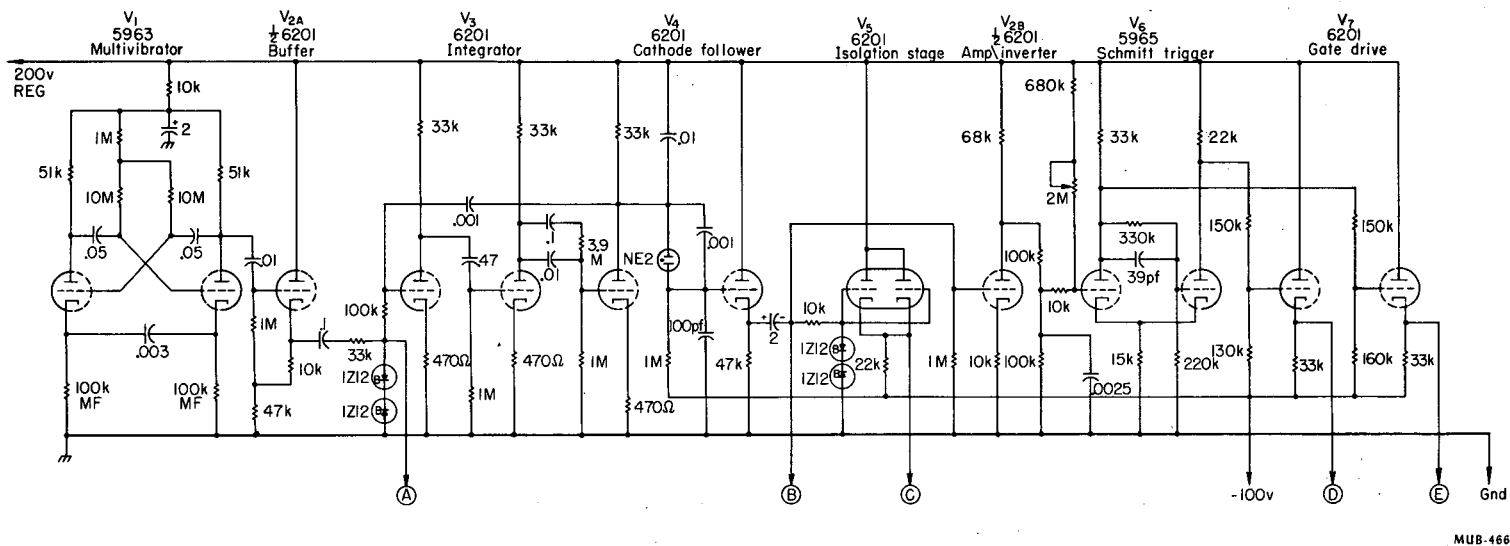 V1
5963
Multivibrator
V2A
½ 6201
Buffer
V3
6201
Integrator
V4
6201
Cathode follower
V5
6201
Isolation stage
V2B
½ 6201
Amp\inverter
V6
5965
Schmitt trigger
V7
6201
Gate drive
200v
REG
10k
+
2
1M
51k
51k
10M
10M
.05
.05
.01
.003
100k
MF
100k
MF
1M
47k
10k
.1
33k
100k
1Z12
1Z12
B
B
33k
.001
.47
470Ω
1M
33k
.1
.01
3.9
M
470Ω
1M
33k
470Ω
.01
NE2
.001
100pf
1M
47k
+ -
2
10k
1Z12
1Z12
B
B
22k
1M
68k
10k
100k
100k
10k
680k
2M
.0025
33k
330k
39pf
15k
22k
220k
150k
130k
33k
150k
160k
33k
A
B
C
-100v
D
E
Gnd
MUB-466